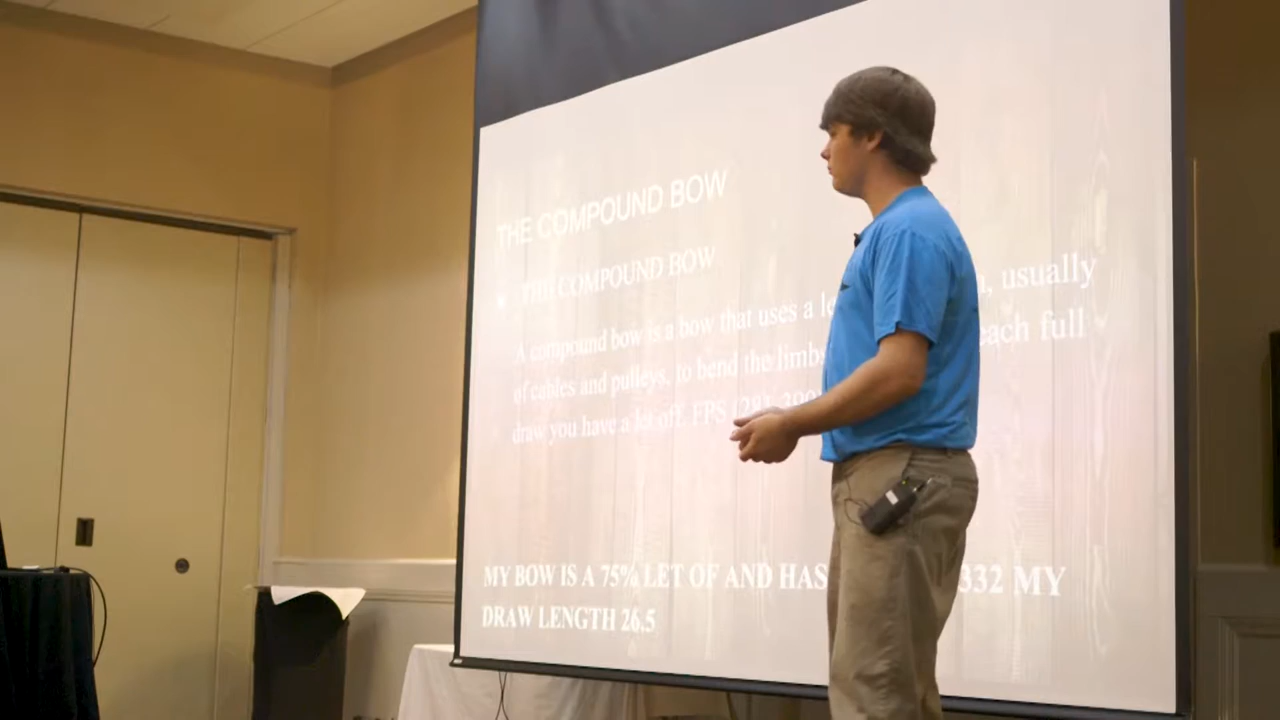 THE COMPOUND BOW
THE COMPOUND BOW
A compound bow is a bow that uses a le n, usually
of cables and pulleys, to bend the limbs each full
draw you have a let off. FPS
MY BOW IS A 75% LET OF AND HAS 332 MY
DRAW LENGTH 26.5